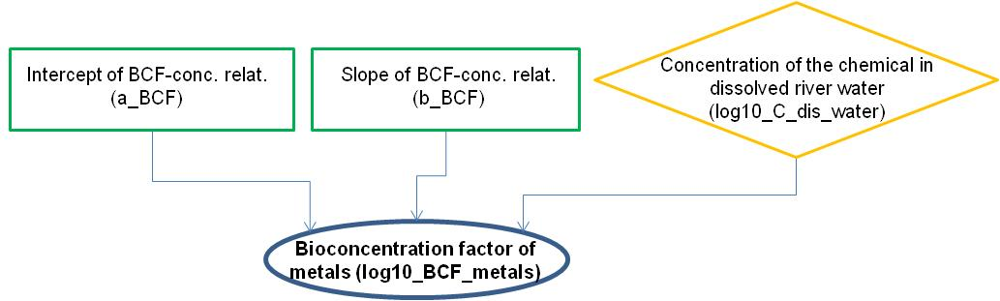 Intercept of BCF-conc. relat.
(a_BCF)
Slope of BCF-conc. relat.
(b_BCF)
Concentration of the chemical in
dissolved river water
(log10_C_dis_water)
Bioconcentration factor of
metals (log10_BCF_metals)